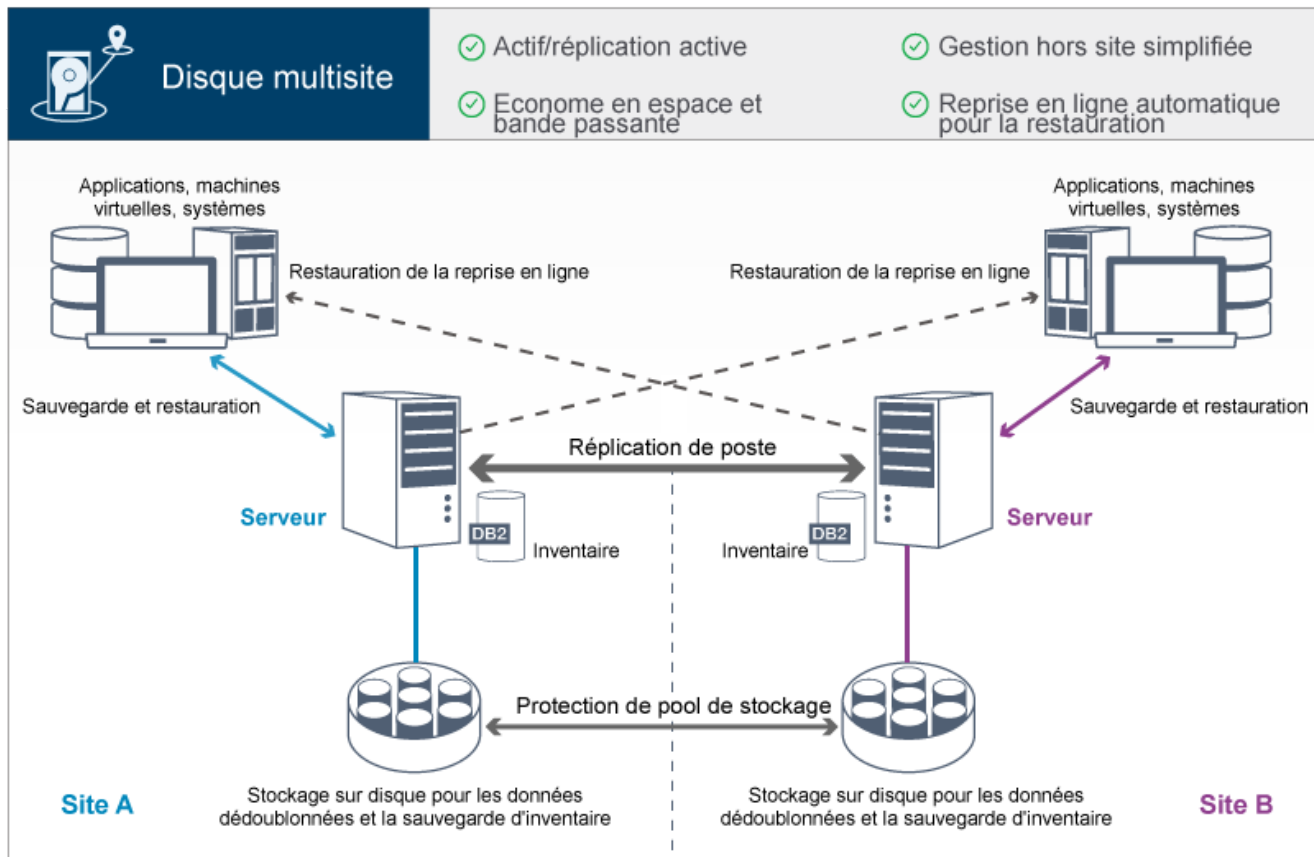 Disque multisite
Actif/réplication active
Gestion hors site simplifiée
Econome en espace et
bande passante
Reprise en ligne automatique
pour la restauration
Applications, machines
virtuelles, systèmes
Applications, machines
virtuelles, systèmes
Restauration de la reprise en ligne
Restauration de la reprise en ligne
Sauvegarde et restauration
Sauvegarde et restauration
Réplication de poste
Serveur
Serveur
DB2
Inventaire
Inventaire
DB2
Protection de pool de stockage
Site A
Stockage sur disque pour les données
dédoublonnées et la sauvegarde d'inventaire
Stockage sur disque pour les données
dédoublonnées et la sauvegarde d'inventaire
Site B